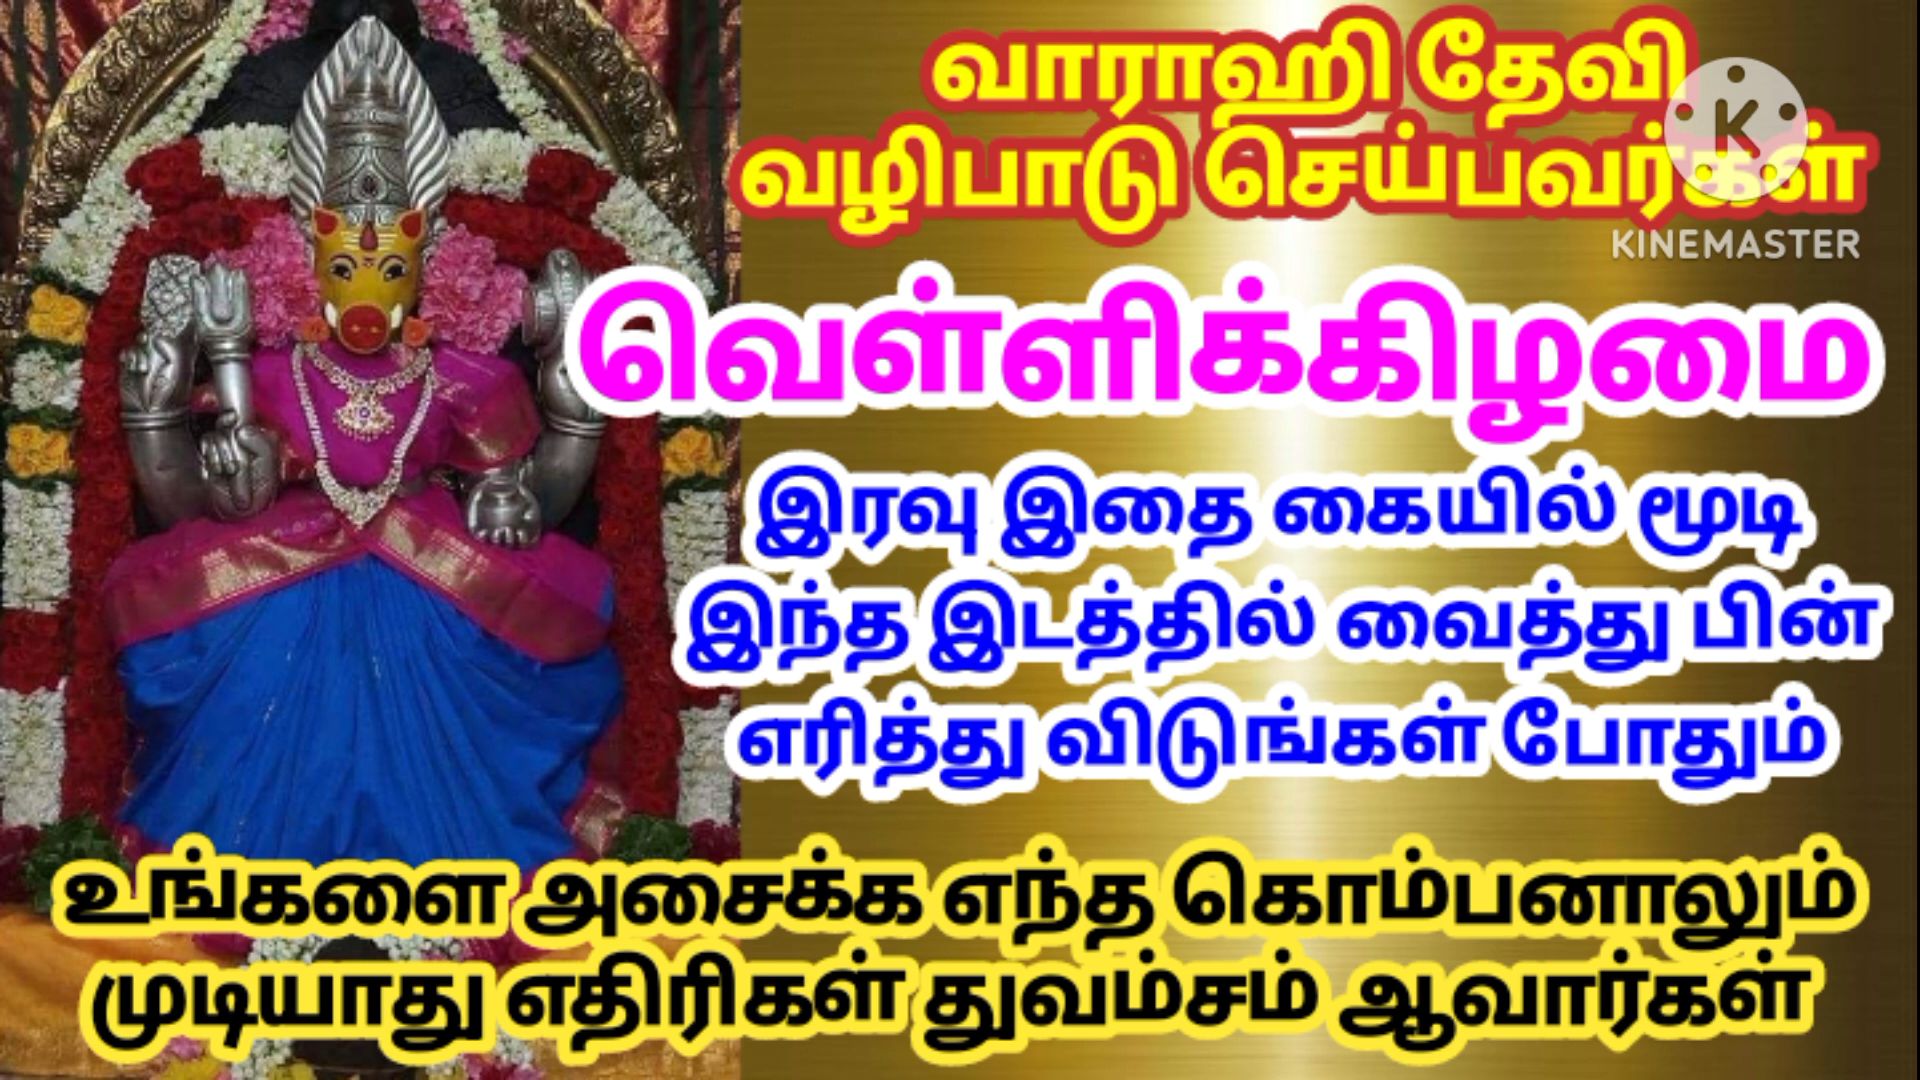 வாராஹி தேவி
வழிபாடு செய்பவர்கள்
KINEMASTER
வெள்ளிக்கிழமை
இரவு இதை கையில் மூடி
இந்த இடத்தில் வைத்து பின்
எரித்து விடுங்கள் போதும்
உங்களை அசைக்க எந்த கொம்பனாலும்
முடியாது எதிரிகள் துவம்சம் ஆவார்கள்